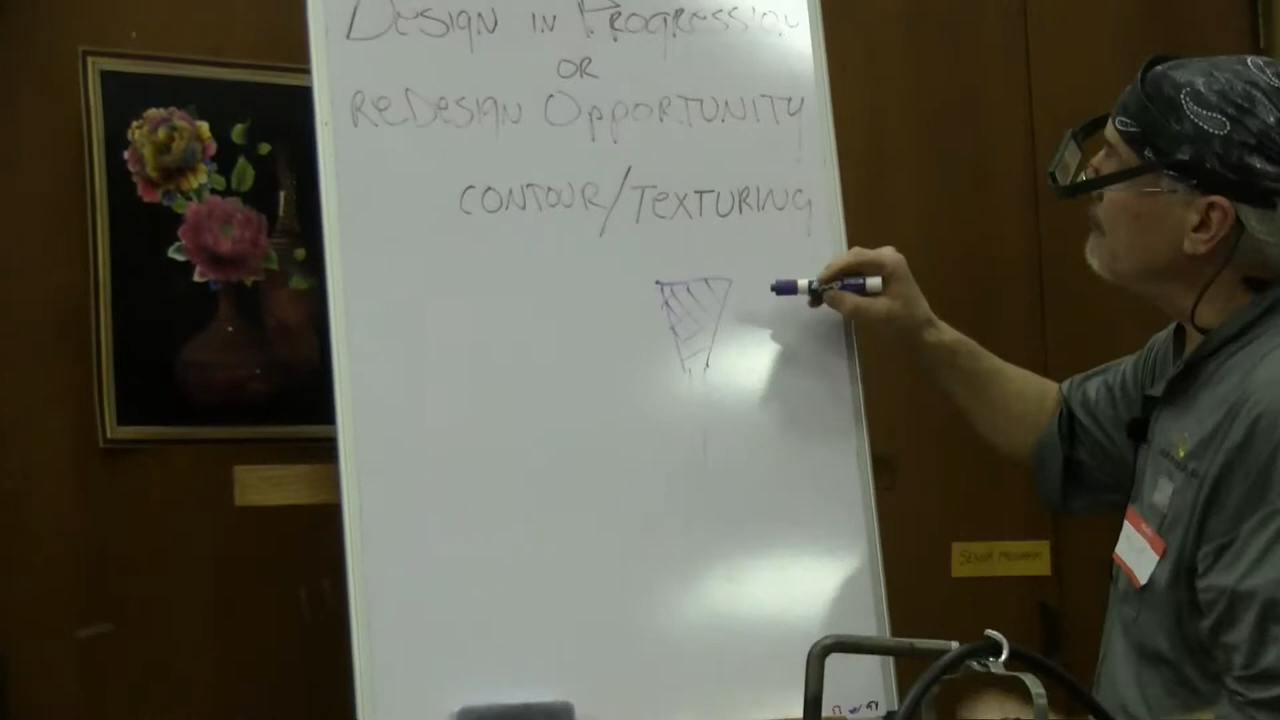 Design in Progression
or
ReDesign Opportunity
Contour/Texturing